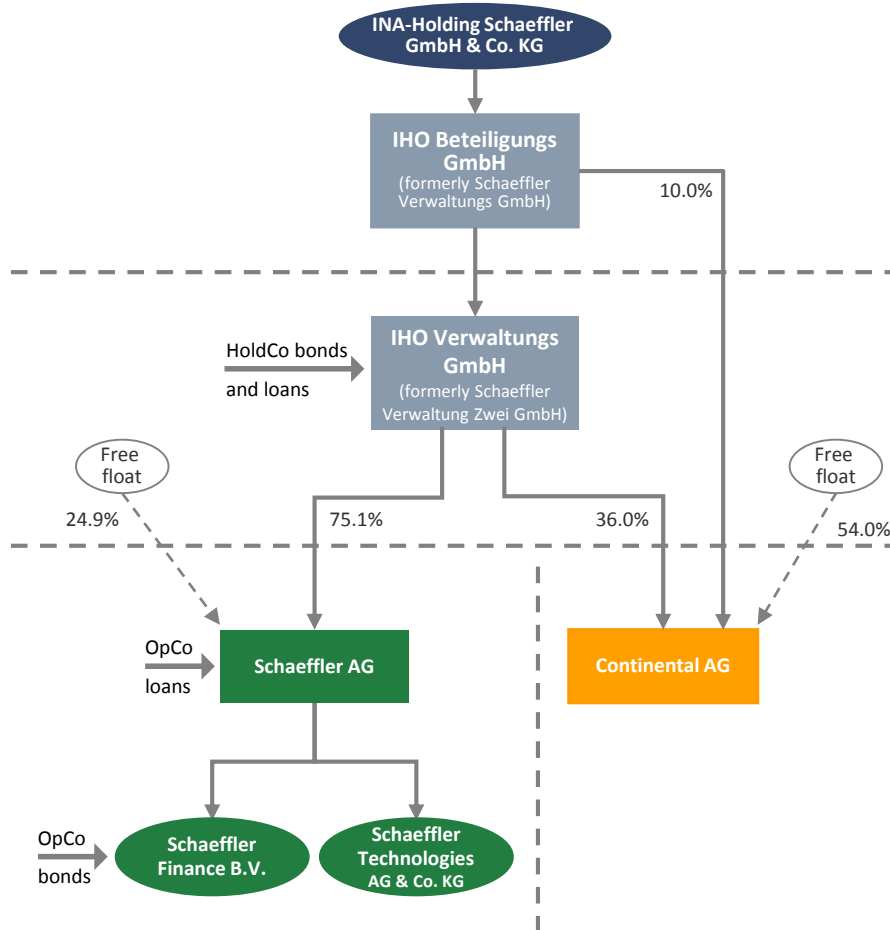 INA-Holding Schaeffler
GmbH & Co. KG
IHO Beteiligungs
GmbH
(formerly Schaeffler
Verwaltungs GmbH)
10.0%
HoldCo bonds
and loans
IHO Verwaltungs
GmbH
(formerly Schaeffler
Verwaltung Zwei GmbH)
Free
float
Free
float
24.9%
75.1%
36.0%
54.0%
OpCo
loans
Schaeffler AG
Continental AG
OpCo
bonds
Schaeffler
Finance B.V.
Schaeffler
Technologies
AG & Co. KG